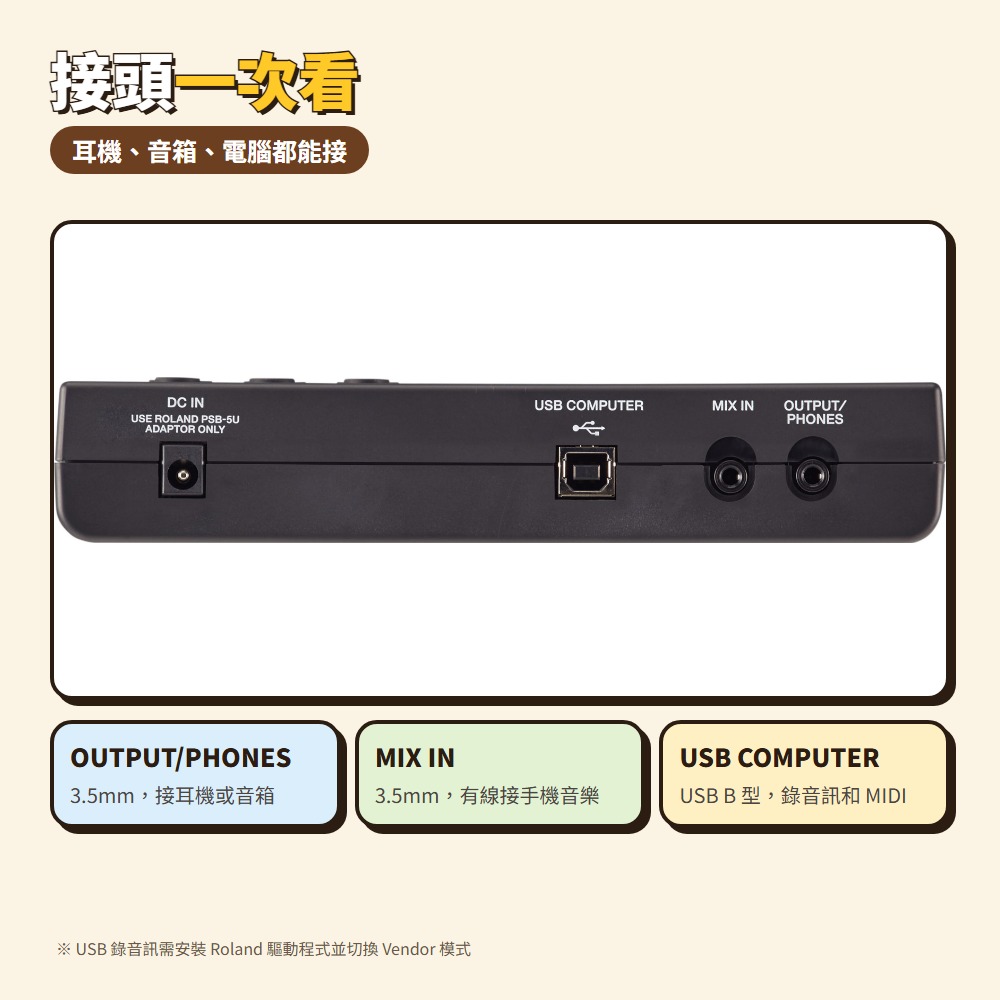 接頭一次看
耳機、音箱、電腦都能接
DC IN
USE ROLAND PSB-5U
ADAPTOR ONLY
USB COMPUTER
MIX IN
OUTPUT/
PHONES
OUTPUT/PHONES
3.5mm，接耳機或音箱
MIX IN
3.5mm，有線接手機音樂
USB COMPUTER
USB B 型，錄音訊和 MIDI
※ USB 錄音訊需安裝 Roland 驅動程式並切換 Vendor 模式